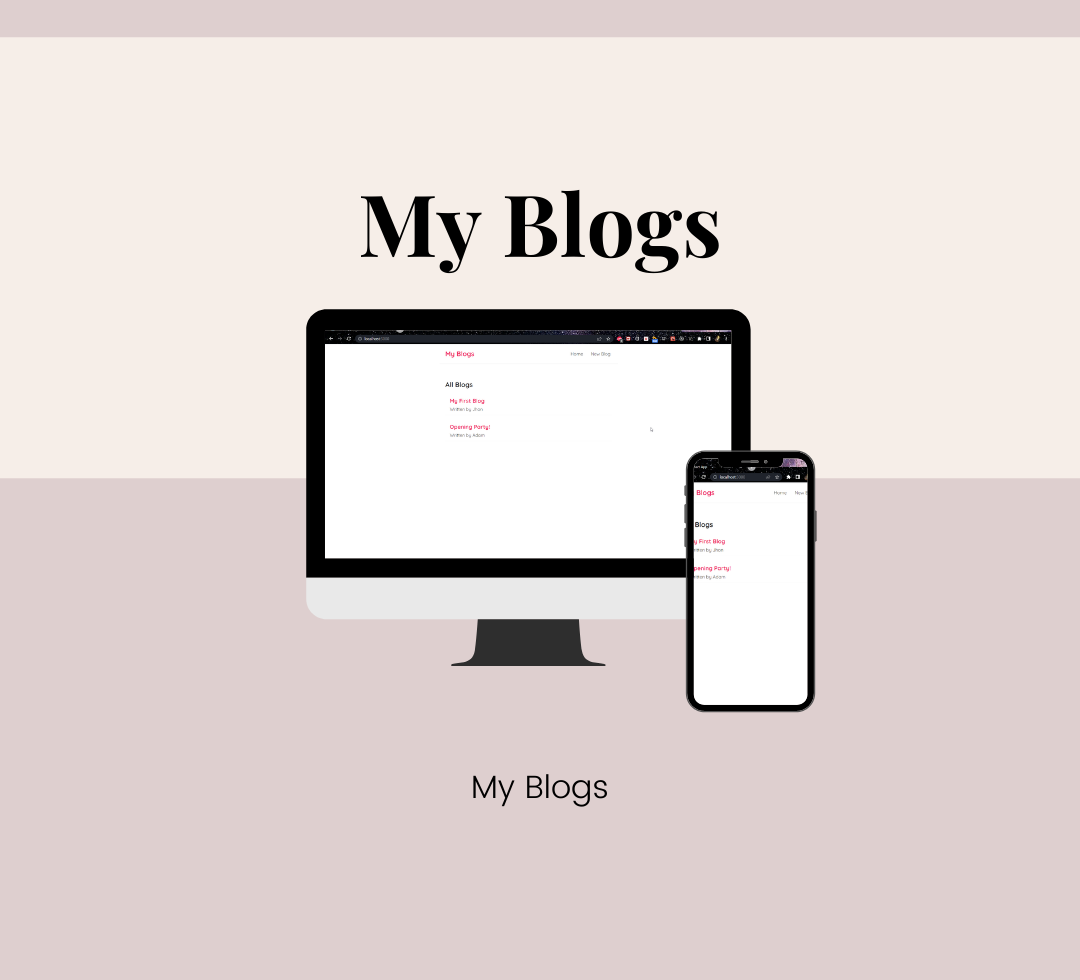 My Blogs
localhost:3000
My Blogs
Home
New Blog
All Blogs
My First Blog
Written by Jhon
Opening Party!
Written by Adam
localhost:3000
Blogs
Home
New B
Blogs
y First Blog
ritten by Jhon
pening Party!
ritten by Adam
My Blogs